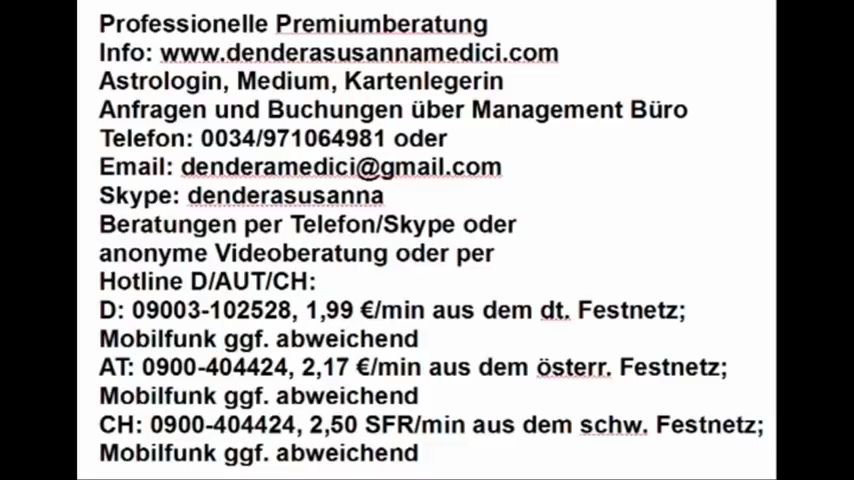 Professionelle Premiumberatung
Info: www.denderasusannamedici.com
Astrologin, Medium, Kartenlegerin
Anfragen und Buchungen über Management Büro
Telefon: 0034/971064981 oder
Email: denderamedici@gmail.com
Skype: denderasusanna
Beratungen per Telefon/Skype oder
anonyme Videoberatung oder per
Hotline D/AUT/CH:
D: 09003-102528, 1,99 €/min aus dem dt. Festnetz;
Mobilfunk ggf. abweichend
AT: 0900-404424, 2,17 €/min aus dem österr. Festnetz;
Mobilfunk ggf. abweichend
CH: 0900-404424, 2,50 SFR/min aus dem schw. Festnetz;
Mobilfunk ggf. abweichend